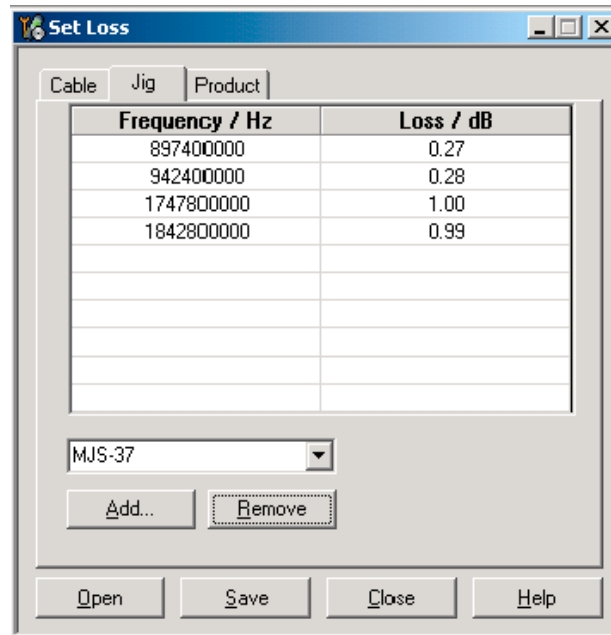 Set Loss
Cable Jig Product
Frequency / Hz Loss / dB
897400000 0.27
942400000 0.28
1747800000 1.00
1842800000 0.99
MJS-37
Add... Remove
Open Save Close Help